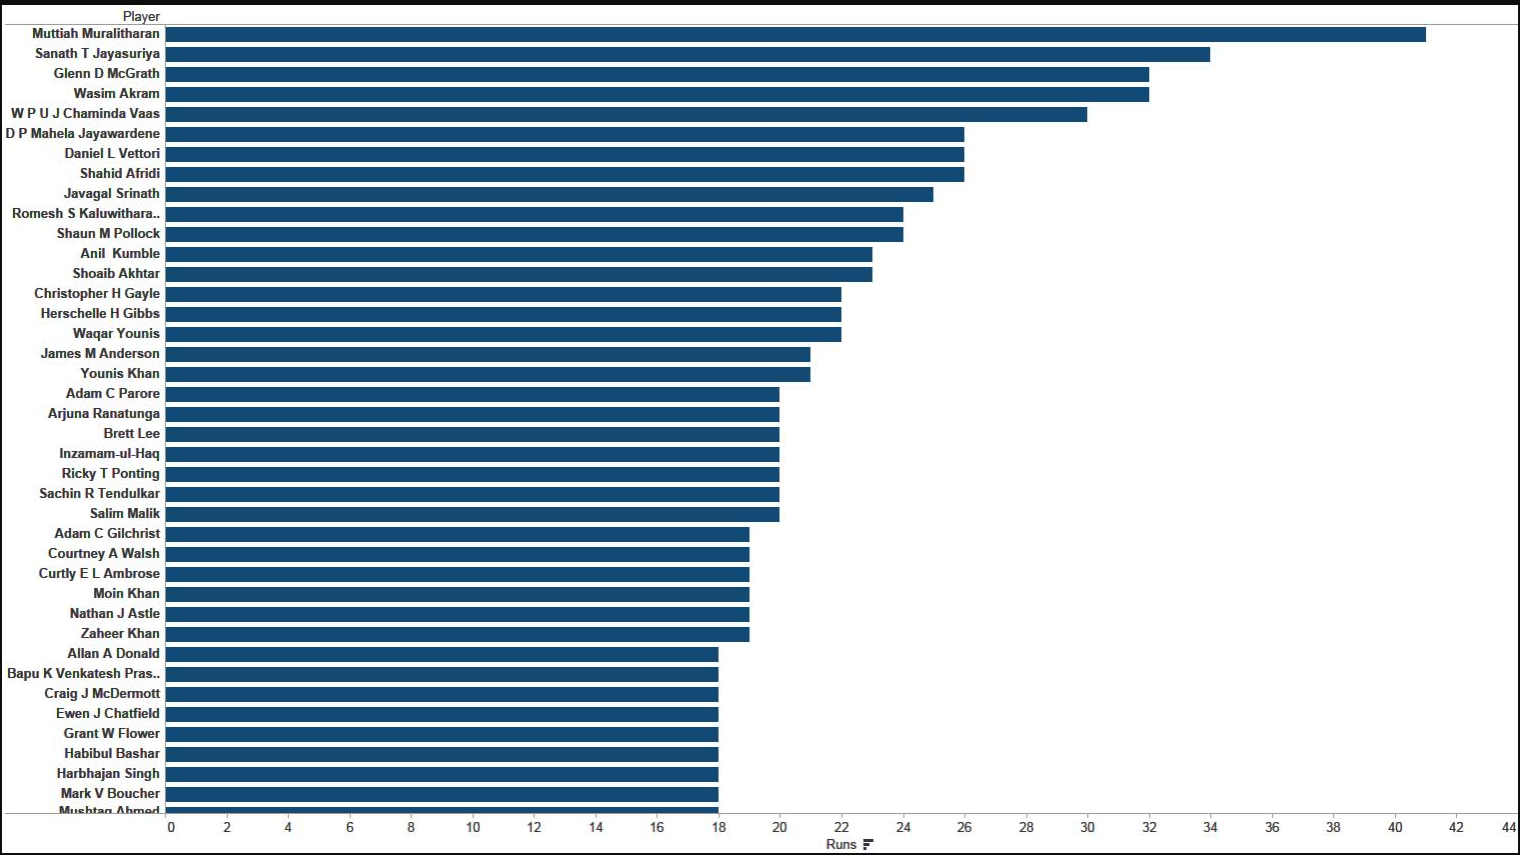 Player
Muttiah Muralitharan
Sanath T Jayasuriya
Glenn D McGrath
Wasim Akram
W P U J Chaminda Vaas
D P Mahela Jayawardene
Daniel L Vettori
Shahid Afridi
Javagal Srinath
Romesh S Kaluwithara..
Shaun M Pollock
Anil Kumble
Shoaib Akhtar
Christopher H Gayle
Herschelle H Gibbs
Waqar Younis
James M Anderson
Younis Khan
Adam C Parore
Arjuna Ranatunga
Brett Lee
Inzamam-ul-Haq
Ricky T Ponting
Sachin R Tendulkar
Salim Malik
Adam C Gilchrist
Courtney A Walsh
Curtly E L Ambrose
Moin Khan
Nathan J Astle
Zaheer Khan
Allan A Donald
Bapu K Venkatesh Pras..
Craig J McDermott
Ewen J Chatfield
Grant W Flower
Habibul Bashar
Harbhajan Singh
Mark V Boucher
Mushtaq Ahmed
0 2 4 6 8 10 12 14 16 18 20 22 24 26 28 30 32 34 36 38 40 42 44
Runs